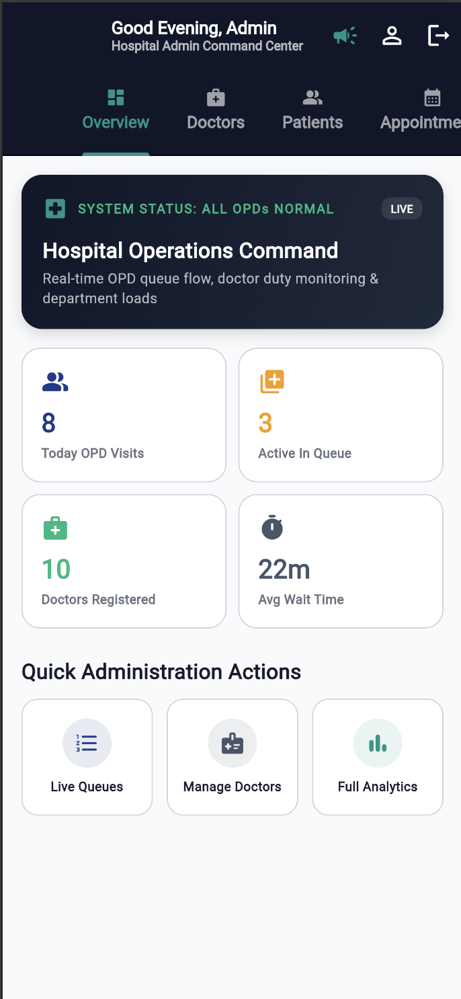 Good Evening, Admin
Hospital Admin Command Center
Overview
Doctors
Patients
Appointme
SYSTEM STATUS: ALL OPDs NORMAL
LIVE
Hospital Operations Command
Real-time OPD queue flow, doctor duty monitoring &
department loads
8
Today OPD Visits
3
Active In Queue
10
Doctors Registered
22m
Avg Wait Time
Quick Administration Actions
Live Queues
Manage Doctors
Full Analytics